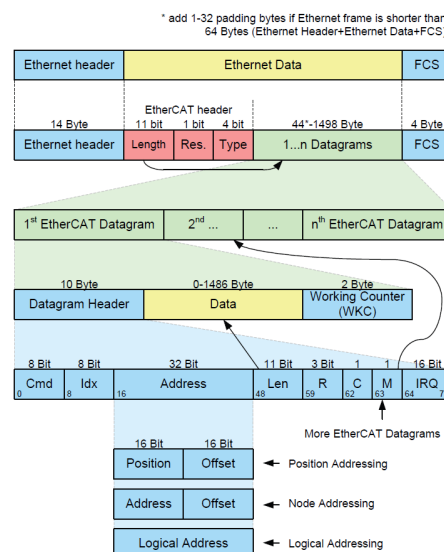 * add 1-32 padding bytes if Ethernet frame is shorter than
64 Bytes (Ethernet Header+Ethernet Data+FCS)
Ethernet header Ethernet Data FCS
EtherCAT header
14 Byte 11 bit 1 bit 4 bit 44*-1498 Byte 4 Byte
Ethernet header Length Res. Type 1...n Datagrams FCS
1st EtherCAT Datagram 2nd ... ... nth EtherCAT Datagram
10 Byte 0-1486 Byte 2 Byte
Datagram Header Data Working Counter
(WKC)
8 Bit 8 Bit 32 Bit 11 Bit 3 Bit 1 1 16 Bit
Cmd Idx Address Len R C M IRQ
0 8 16 48 59 62 63 64 7
More EtherCAT Datagrams
16 Bit 16 Bit
Position Offset Position Addressing
Address Offset Node Addressing
Logical Address Logical Addressing